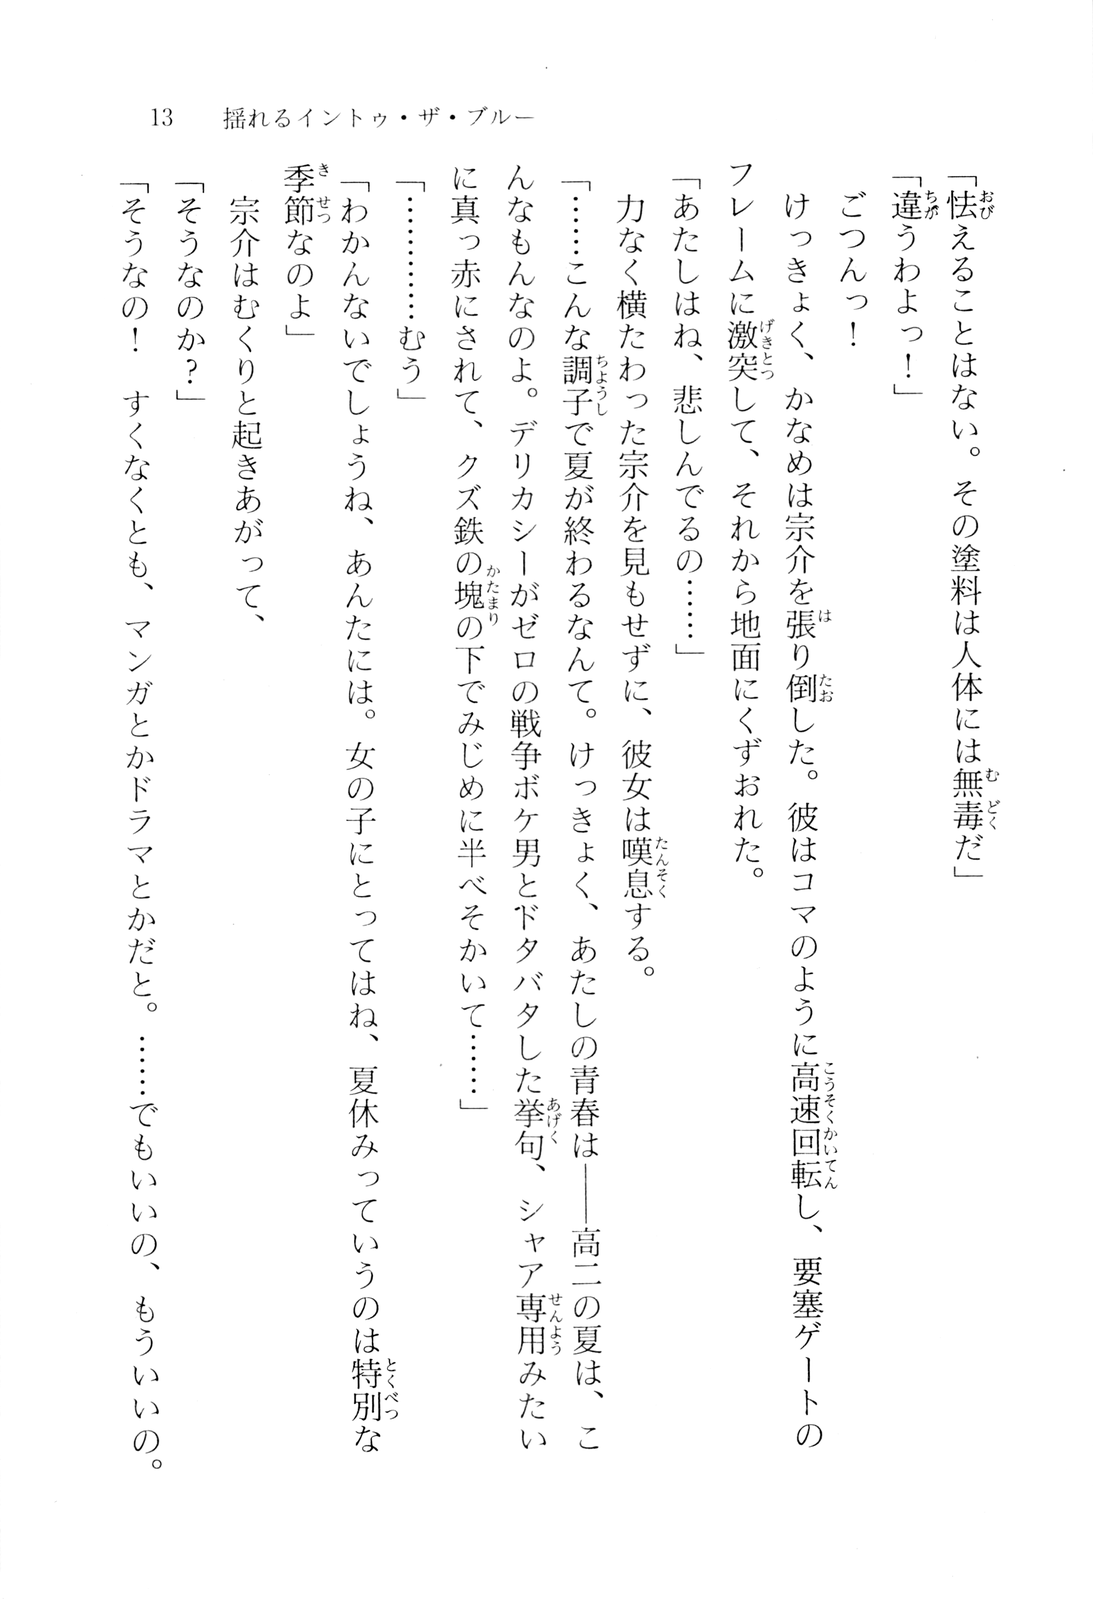 13　揺れるイントゥ・ザ・ブルー
「怯えることはない。その塗料は人体には無毒だ」
「違うわよっ！」
　ごつんっ！
　けっきょく、かなめは宗介を張り倒した。彼はコマのように高速回転し、要塞ゲートの
フレームに激突して、それから地面にくずおれた。
「あたしはね、悲しんでるの……」
　力なく横たわった宗介を見もせずに、彼女は嘆息する。
「……こんな調子で夏が終わるなんて。けっきょく、あたしの青春は――高二の夏は、こ
んなもんなのよ。デリカシーがゼロの戦争ボケ男とドタバタした挙句、シャア専用みたい
に真っ赤にされて、クズ鉄の塊の下でみじめに半べそかいて……」
「…………むう」
「わかんないでしょうね、あんたには。女の子にとってはね、夏休みっていうのは特別な
季節なのよ」
　宗介はむくりと起きあがって、
「そうなのか？」
「そうなの！　すくなくとも、マンガとかドラマとかだと。……でもいいの、もういいの。